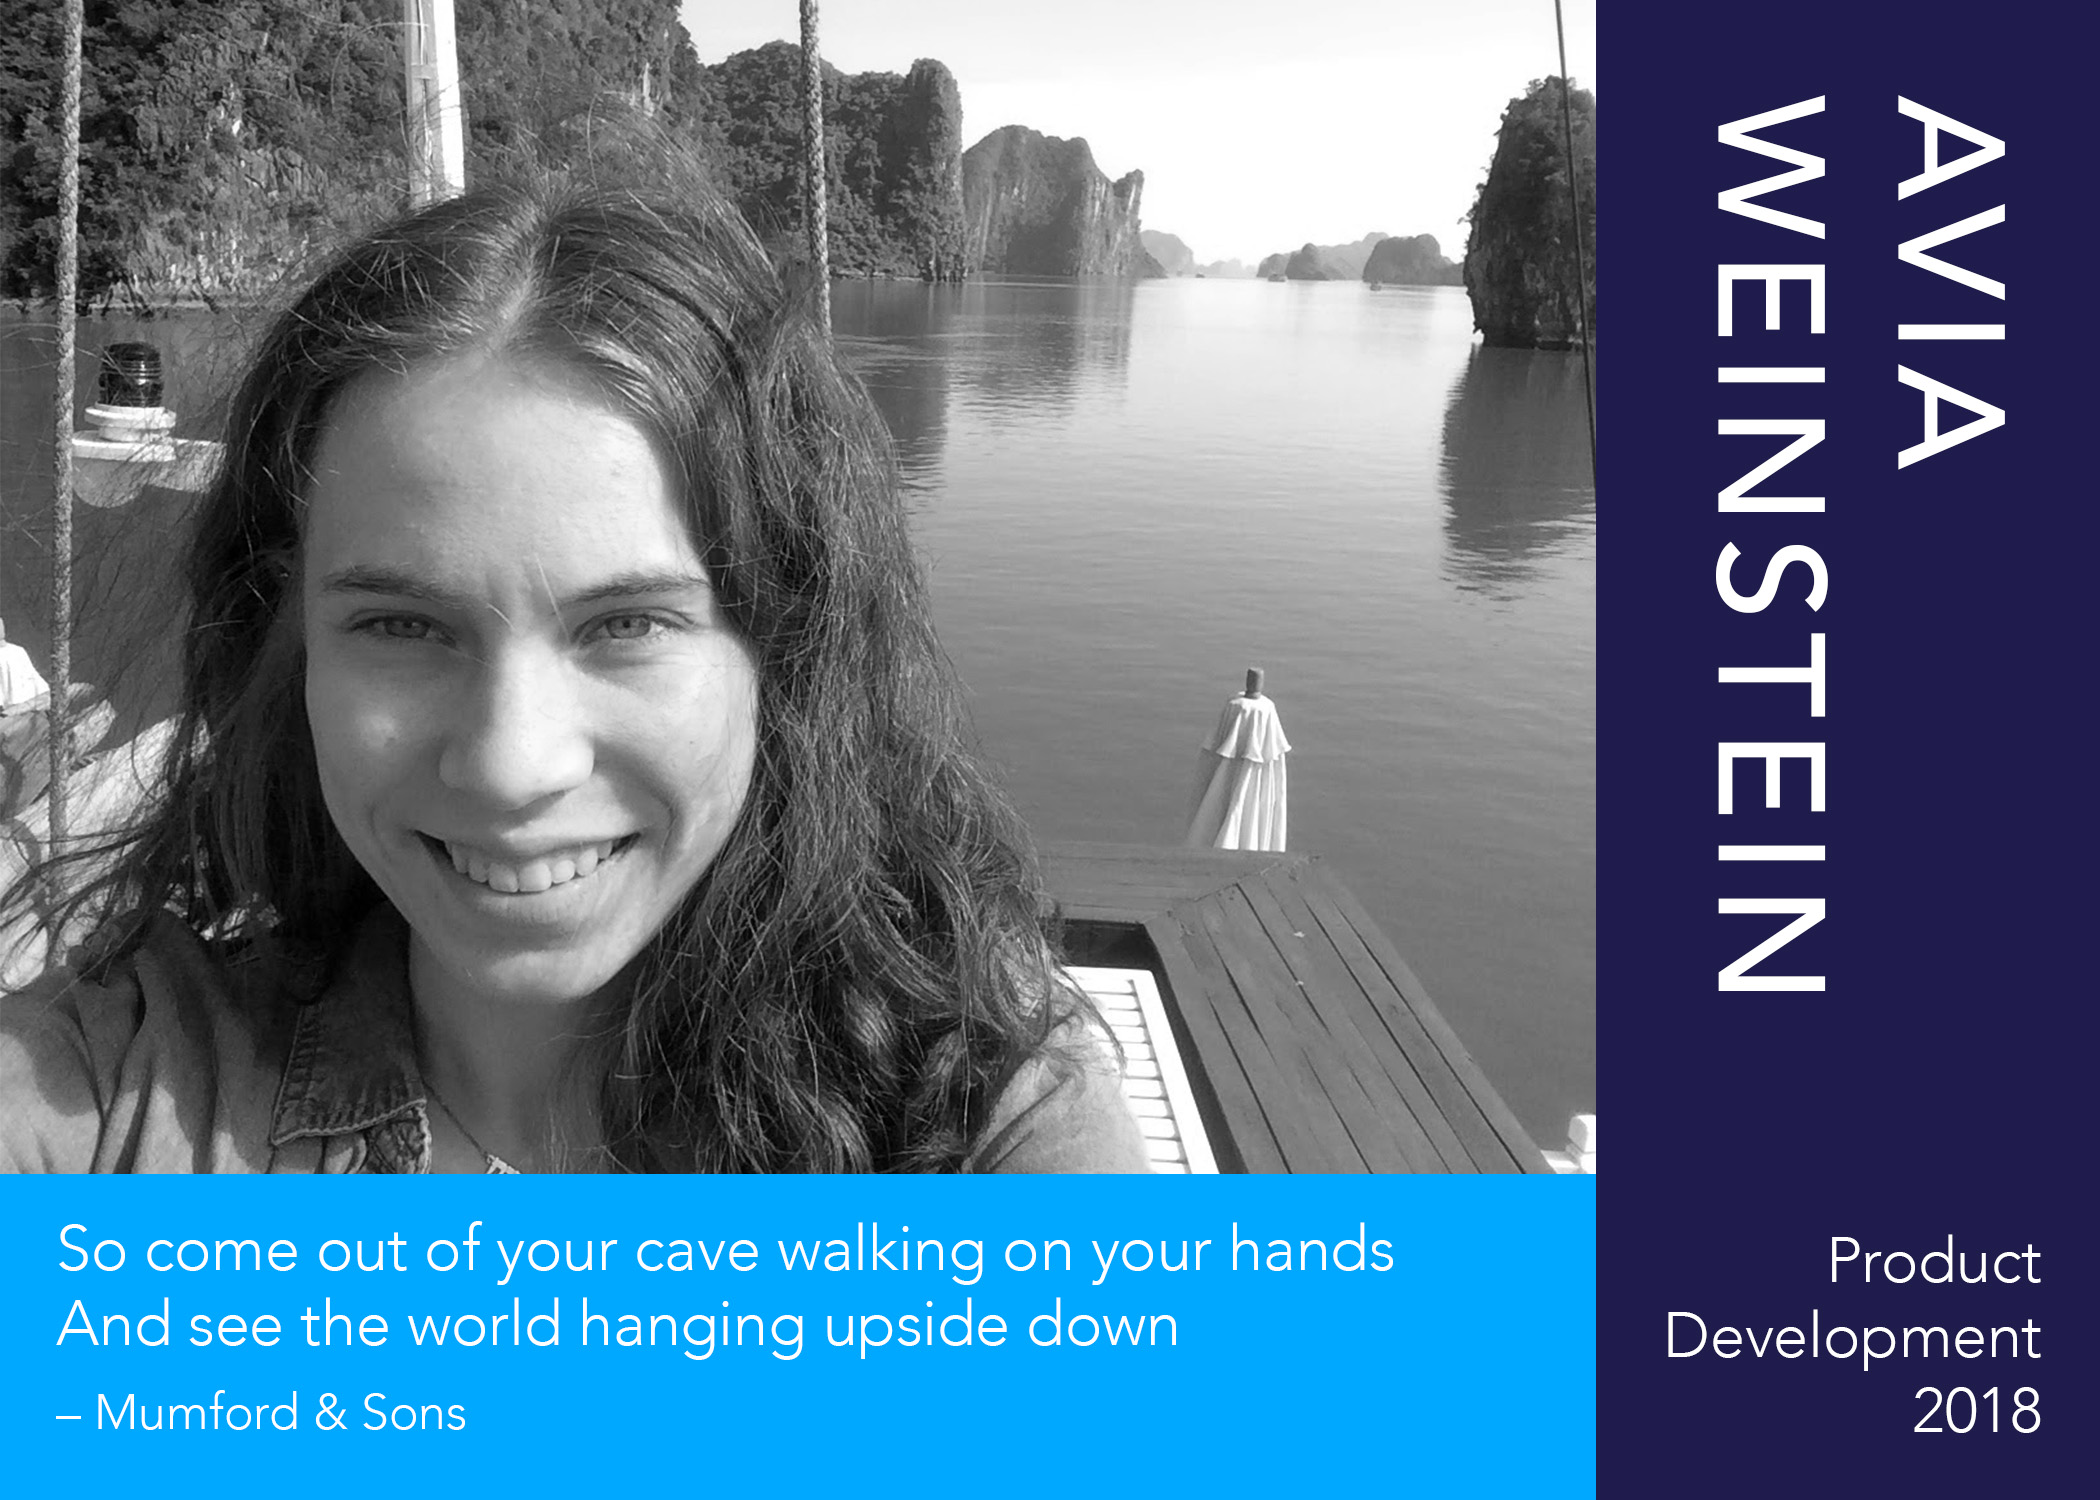 AVIA
WEINSTEIN
So come out of your cave walking on your hands
And see the world hanging upside down
– Mumford & Sons
Product
Development
2018